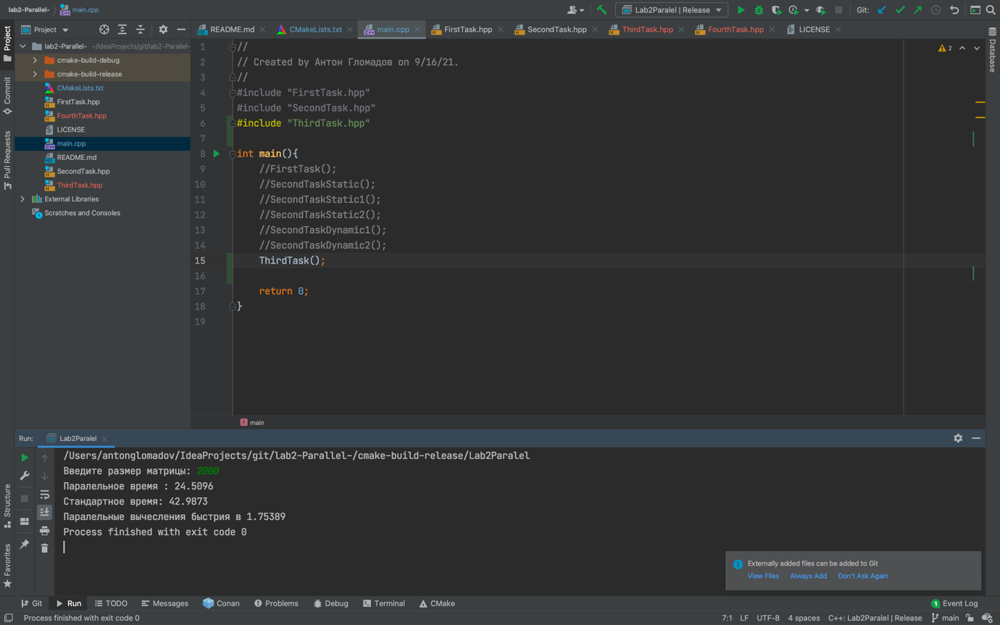 lab2-Parallel- main.cpp
Lab2Paralel | Release
Git:
Project
README.md CMakeLists.txt main.cpp FirstTask.hpp SecondTask.hpp ThirdTask.hpp FourthTask.hpp LICENSE
Project
Commit
Pull Requests
Structure
Favorites
Database
lab2-Parallel- ~/IdeaProjects/git/lab2-Parallel-
cmake-build-debug
cmake-build-release
CMakeLists.txt
FirstTask.hpp
FourthTask.hpp
LICENSE
main.cpp
README.md
SecondTask.hpp
ThirdTask.hpp
External Libraries
Scratches and Consoles
2
1 //
2 // Created by Антон Гломадов on 9/16/21.
3 //
4 #include "FirstTask.hpp"
5 #include "SecondTask.hpp"
6 #include "ThirdTask.hpp"
7
8 int main(){
9 //FirstTask();
10 //SecondTaskStatic();
11 //SecondTaskStatic1();
12 //SecondTaskStatic2();
13 //SecondTaskDynamic1();
14 //SecondTaskDynamic2();
15 ThirdTask();
16
17 return 0;
18 }
19
f main
Run: Lab2Paralel
/Users/antonglomadov/IdeaProjects/git/lab2-Parallel-/cmake-build-release/Lab2Paralel
Введите размер матрицы: 2000
Паралельное время : 24.5096
Стандартное время: 42.9873
Паралельные вычесления быстрия в 1.75389
Process finished with exit code 0
Externally added files can be added to Git
View Files Always Add Don't Ask Again
Git Run TODO Messages Conan Problems Debug Terminal CMake 1 Event Log
Process finished with exit code 0 7:1 LF UTF-8 4 spaces C++: Lab2Paralel | Release main